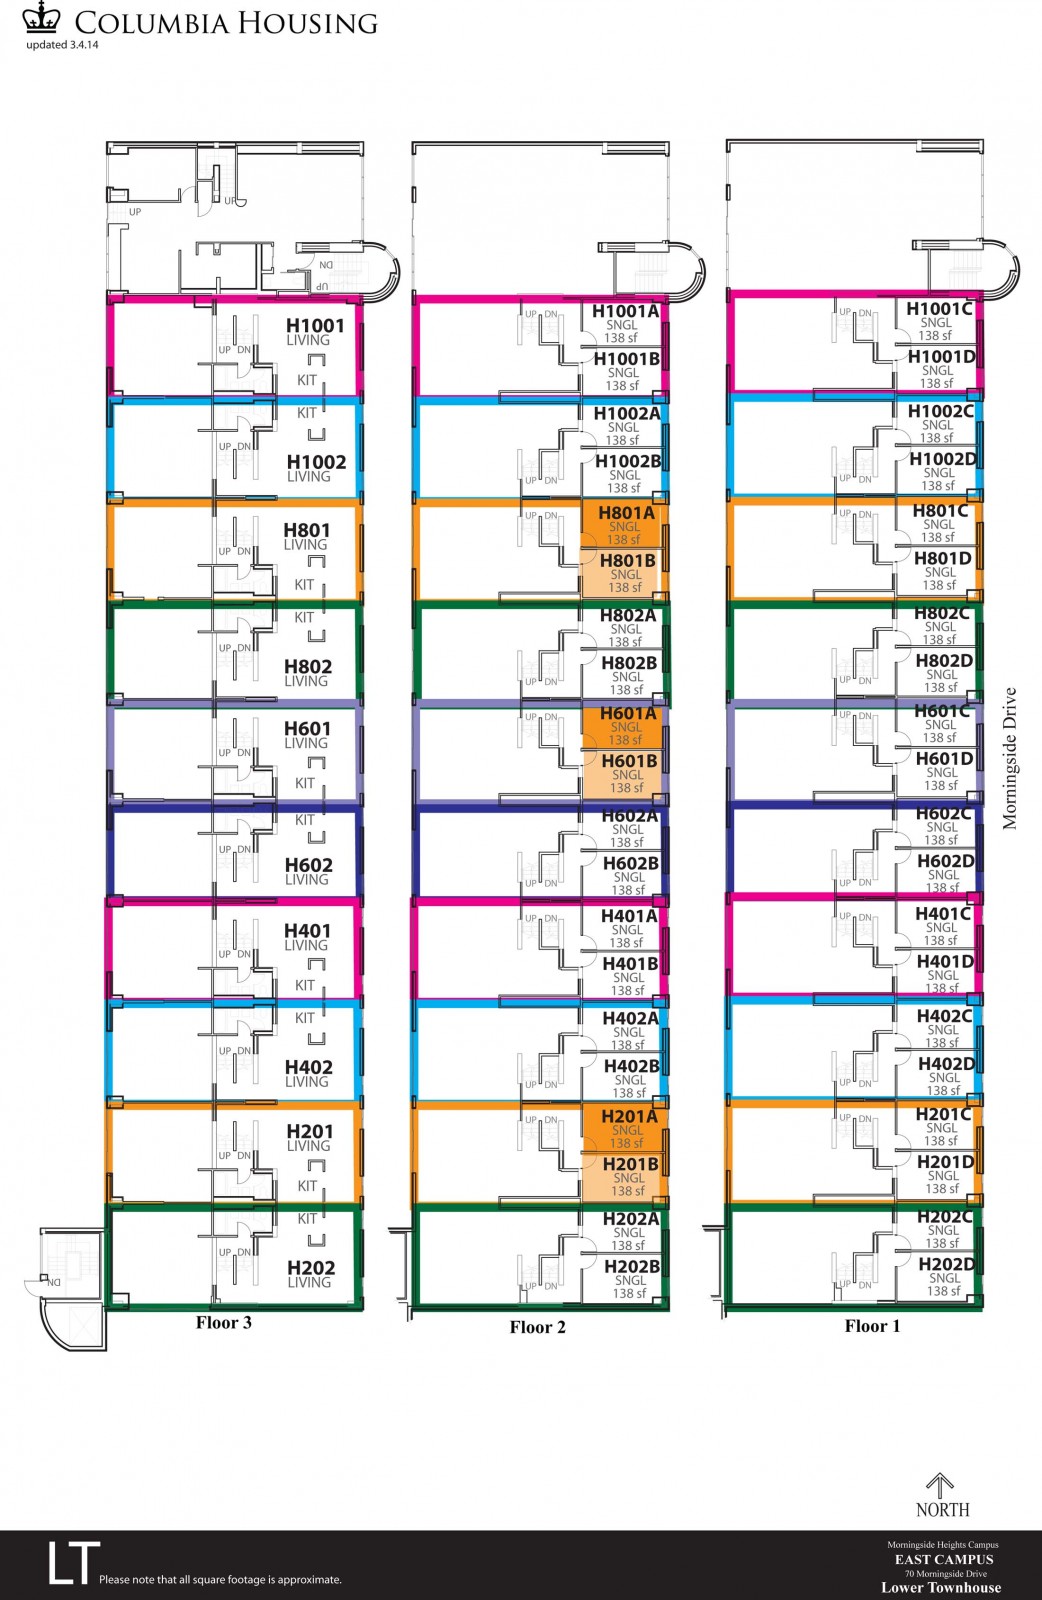 COLUMBIA HOUSING
updated 3.4.14
UP
UP
DN
UP
H1001
LIVING
UP DN
KIT
KIT
UP DN
H1002
LIVING
H801
LIVING
UP DN
KIT
KIT
UP DN
H802
LIVING
H601
LIVING
UP DN
KIT
KIT
UP DN
H602
LIVING
H401
LIVING
UP DN
KIT
KIT
UP DN
H402
LIVING
H201
LIVING
UP DN
KIT
KIT
UP DN
H202
LIVING
DN
Floor 3
UP DN
H1001A
SNGL
138 sf
H1001B
SNGL
138 sf
H1002A
SNGL
138 sf
H1002B
SNGL
138 sf
UP DN
UP DN
H801A
SNGL
138 sf
H801B
SNGL
138 sf
H802A
SNGL
138 sf
H802B
SNGL
138 sf
UP DN
UP DN
H601A
SNGL
138 sf
H601B
SNGL
138 sf
H602A
SNGL
138 sf
H602B
SNGL
138 sf
UP DN
UP DN
H401A
SNGL
138 sf
H401B
SNGL
138 sf
H402A
SNGL
138 sf
H402B
SNGL
138 sf
UP DN
UP DN
H201A
SNGL
138 sf
H201B
SNGL
138 sf
H202A
SNGL
138 sf
H202B
SNGL
138 sf
UP DN
Floor 2
UP DN
H1001C
SNGL
138 sf
H1001D
SNGL
138 sf
H1002C
SNGL
138 sf
H1002D
SNGL
138 sf
UP DN
UP DN
H801C
SNGL
138 sf
H801D
SNGL
138 sf
H802C
SNGL
138 sf
H802D
SNGL
138 sf
UP DN
UP DN
H601C
SNGL
138 sf
H601D
SNGL
138 sf
H602C
SNGL
138 sf
H602D
SNGL
138 sf
UP DN
UP DN
H401C
SNGL
138 sf
H401D
SNGL
138 sf
H402C
SNGL
138 sf
H402D
SNGL
138 sf
UP DN
UP DN
H201C
SNGL
138 sf
H201D
SNGL
138 sf
H202C
SNGL
138 sf
H202D
SNGL
138 sf
UP DN
Floor 1
Morningside Drive
NORTH
LT
Please note that all square footage is approximate.
Morningside Heights Campus
EAST CAMPUS
70 Morningside Drive
Lower Townhouse